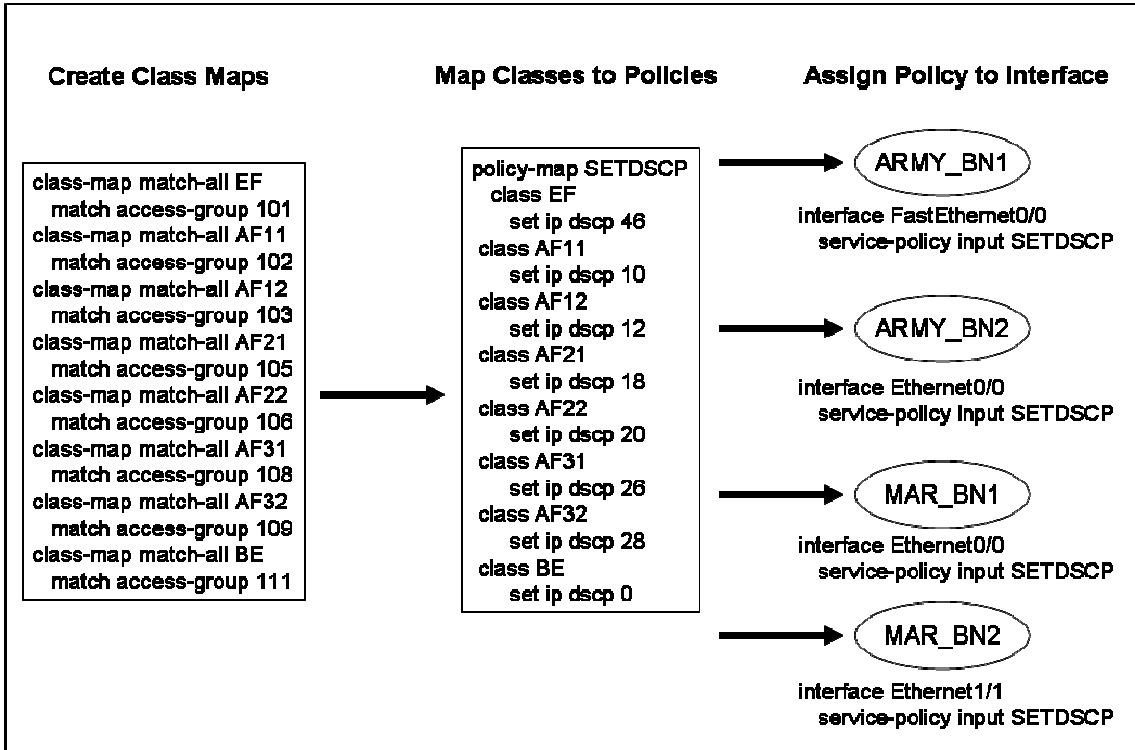 Create Class Maps
class-map match-all EF
match access-group 101
class-map match-all AF11
match access-group 102
class-map match-all AF12
match access-group 103
class-map match-all AF21
match access-group 105
class-map match-all AF22
match access-group 106
class-map match-all AF31
match access-group 108
class-map match-all AF32
match access-group 109
class-map match-all BE
match access-group 111
Map Classes to Policies
policy-map SETDSCP
class EF
set ip dscp 46
class AF11
set ip dscp 10
class AF12
set ip dscp 12
class AF21
set ip dscp 18
class AF22
set ip dscp 20
class AF31
set ip dscp 26
class AF32
set ip dscp 28
class BE
set ip dscp 0
Assign Policy to Interface
ARMY_BN1
interface FastEthernet0/0
service-policy input SETDSCP
ARMY_BN2
interface Ethernet0/0
service-policy input SETDSCP
MAR_BN1
interface Ethernet0/0
service-policy input SETDSCP
MAR_BN2
interface Ethernet1/1
service-policy input SETDSCP